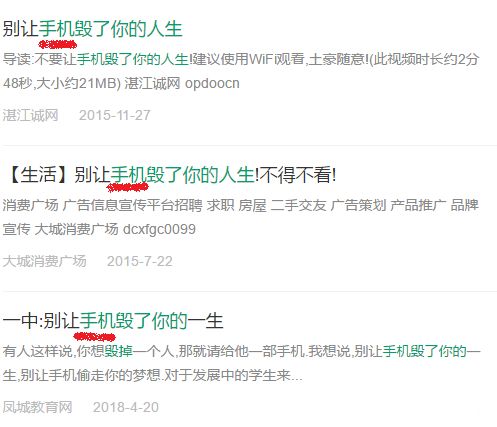 别让手机毁了你的人生
导读:不要让手机毁了你的人生!建议使用WiFi观看,土豪随意!(此视频时长约2分
48秒,大小约21MB) 湛江诚网 opdoocn
湛江诚网 2015-11-27
【生活】别让手机毁了你的人生!不得不看!
消费广场 广告信息宣传平台招聘 求职 房屋 二手交友 广告策划 产品推广 品牌
宣传 大城消费广场 dcxfgc0099
大城消费广场 2015-7-22
一中:别让手机毁了你的一生
有人这样说,你想毁掉一个人,那就请给他一部手机.我想说,别让手机毁了你的一
生,别让手机偷走你的梦想.对于发展中的学生来...
凤城教育网 2018-4-20